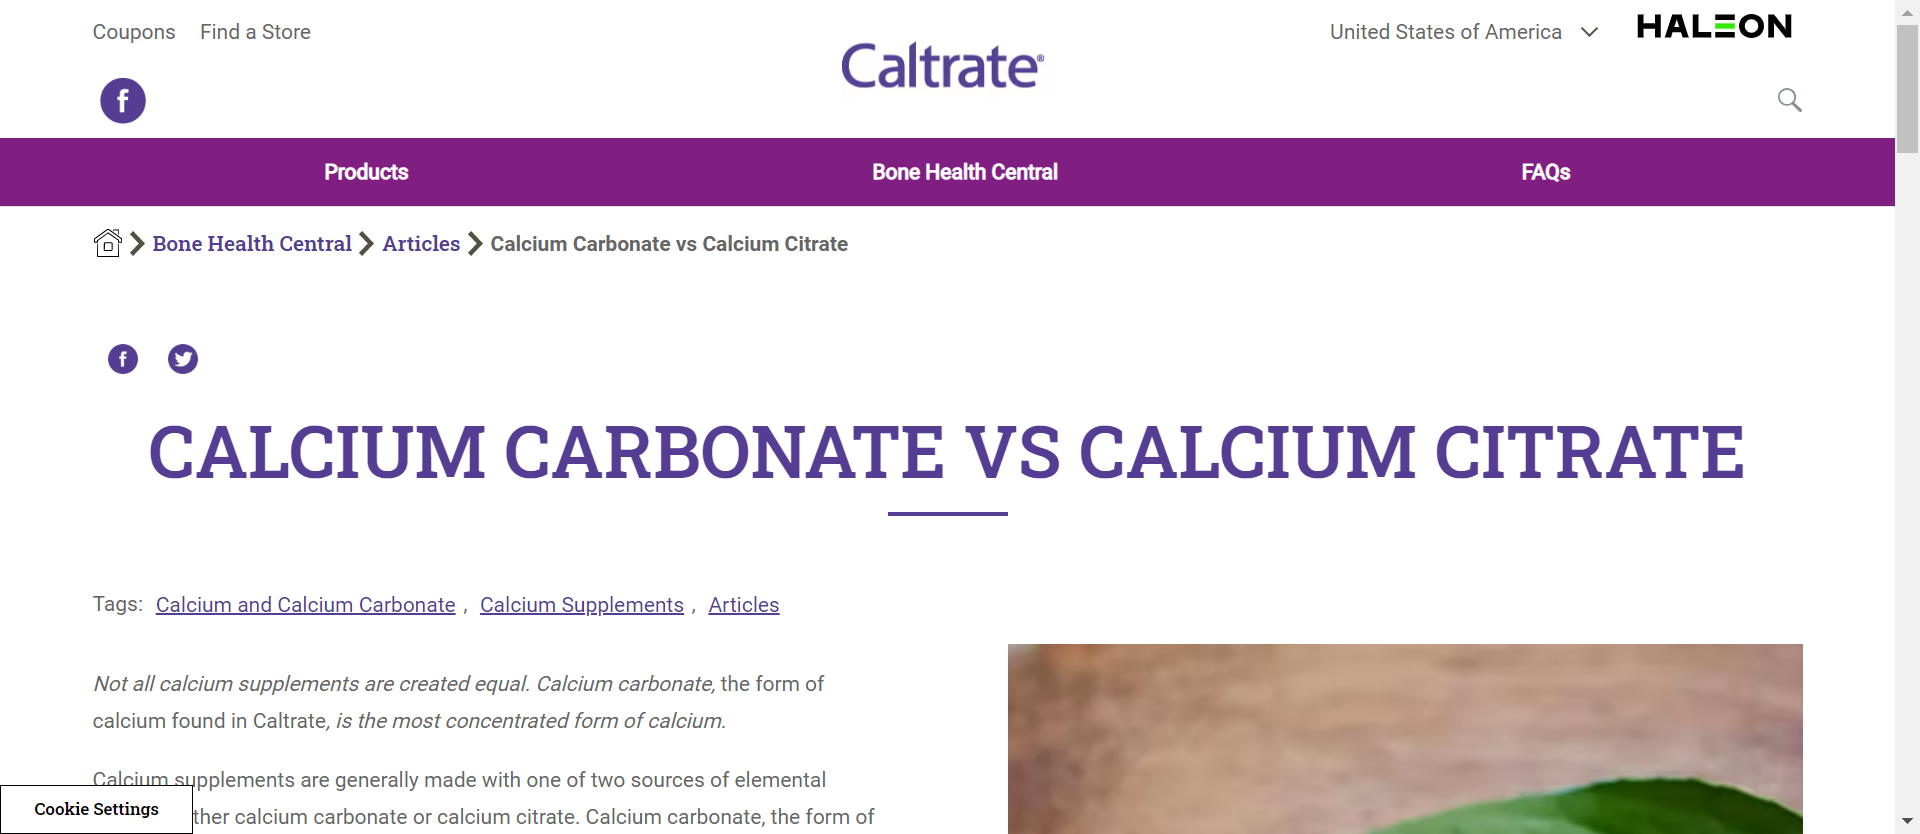 Coupons Find a Store
United States of America
HALEON
Caltrate®
Products
Bone Health Central
FAQs
Bone Health Central
Articles
Calcium Carbonate vs Calcium Citrate
CALCIUM CARBONATE VS CALCIUM CITRATE
Tags: Calcium and Calcium Carbonate , Calcium Supplements , Articles
Not all calcium supplements are created equal. Calcium carbonate, the form of
calcium found in Caltrate, is the most concentrated form of calcium.
Calcium supplements are generally made with one of two sources of elemental
ther calcium carbonate or calcium citrate. Calcium carbonate, the form of
Cookie Settings